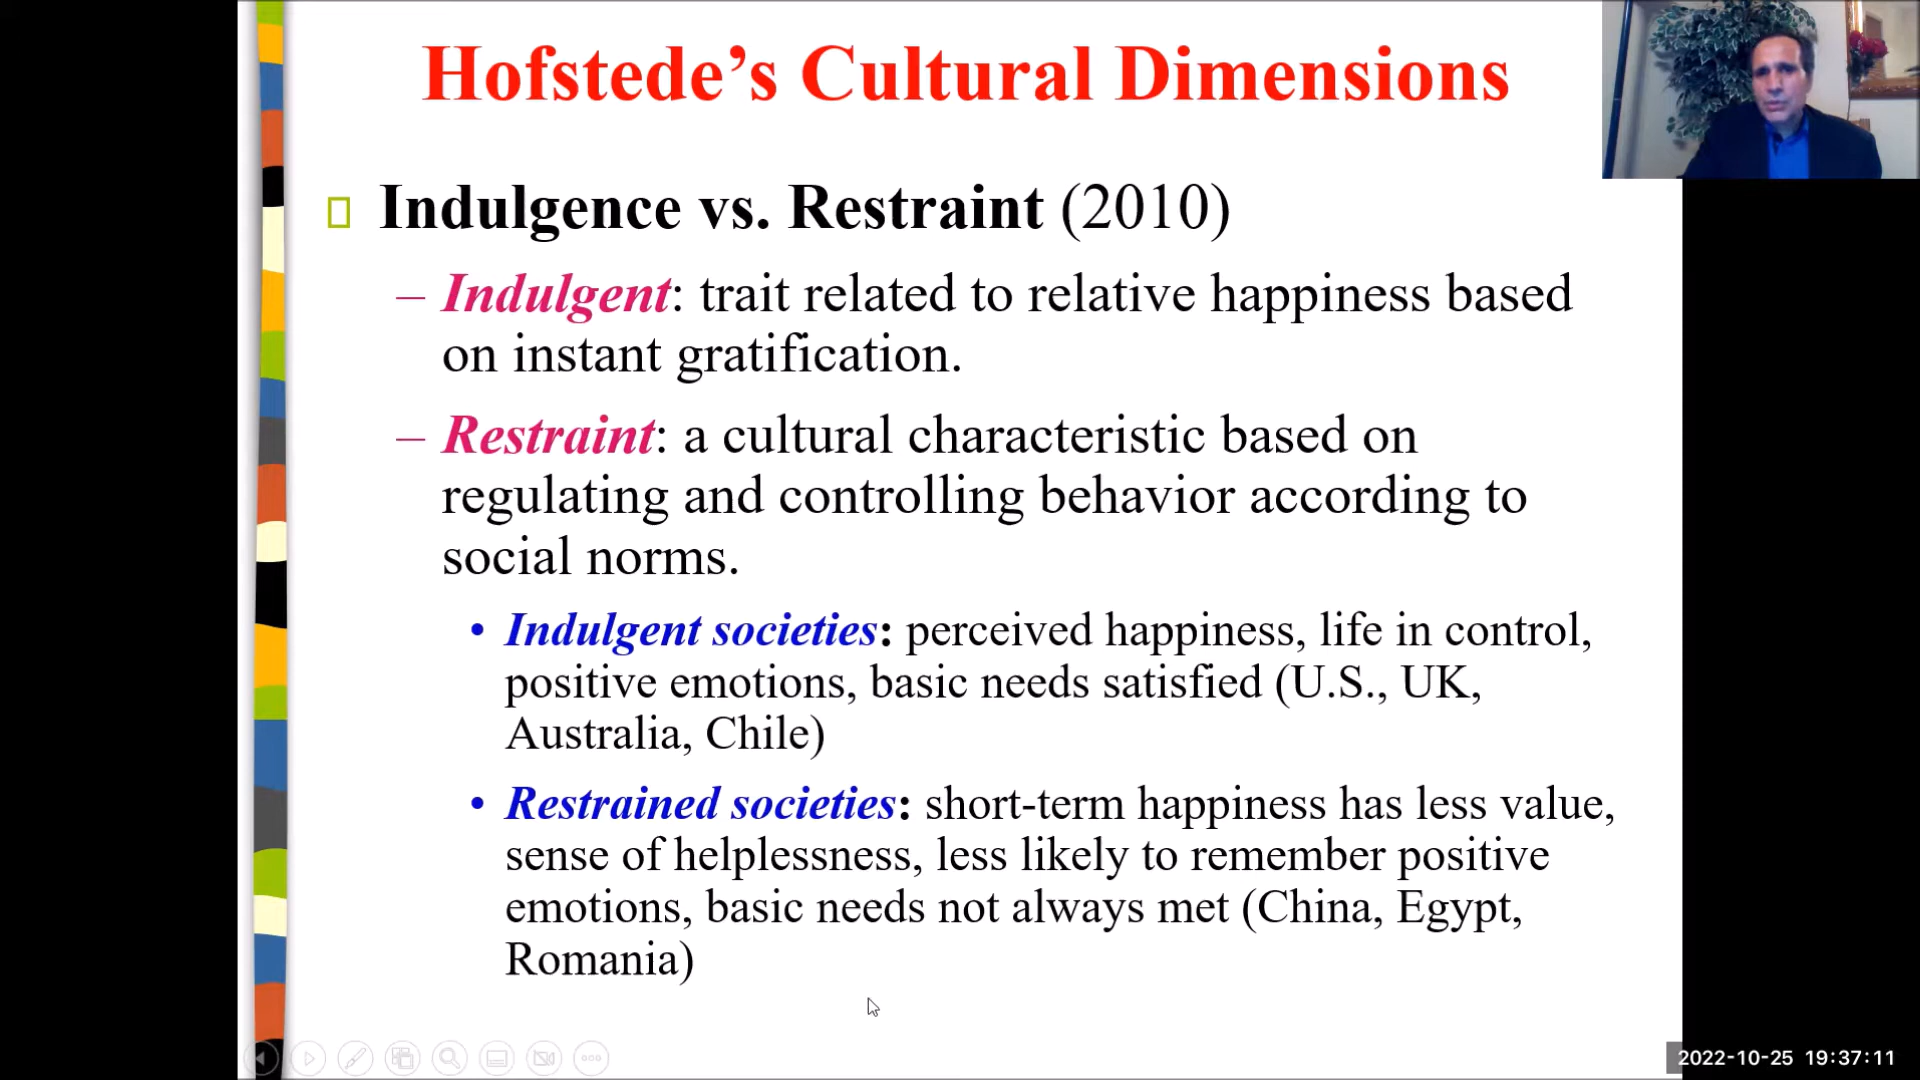 Hofstede’s Cultural Dimensions
Indulgence vs. Restraint (2010)
– Indulgent: trait related to relative happiness based
on instant gratification.
– Restraint: a cultural characteristic based on
regulating and controlling behavior according to
social norms.
• Indulgent societies: perceived happiness, life in control,
positive emotions, basic needs satisfied (U.S., UK,
Australia, Chile)
• Restrained societies: short-term happiness has less value,
sense of helplessness, less likely to remember positive
emotions, basic needs not always met (China, Egypt,
Romania)
2022-10-25 19:37:11